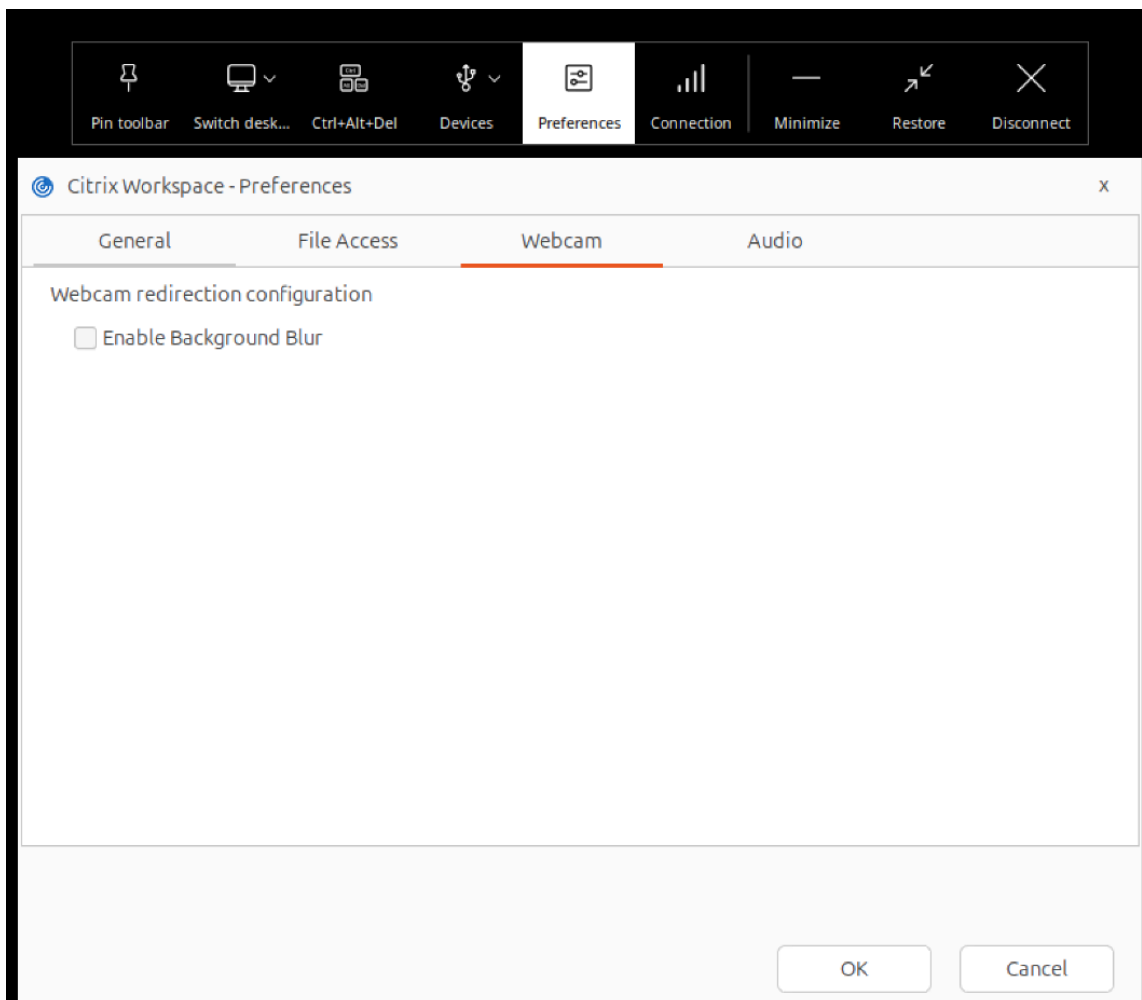 Pin toolbar Switch desk... Ctrl+Alt+Del Devices Preferences Connection Minimize Restore Disconnect
Citrix Workspace - Preferences x
General File Access Webcam Audio
Webcam redirection configuration
Enable Background Blur
OK Cancel